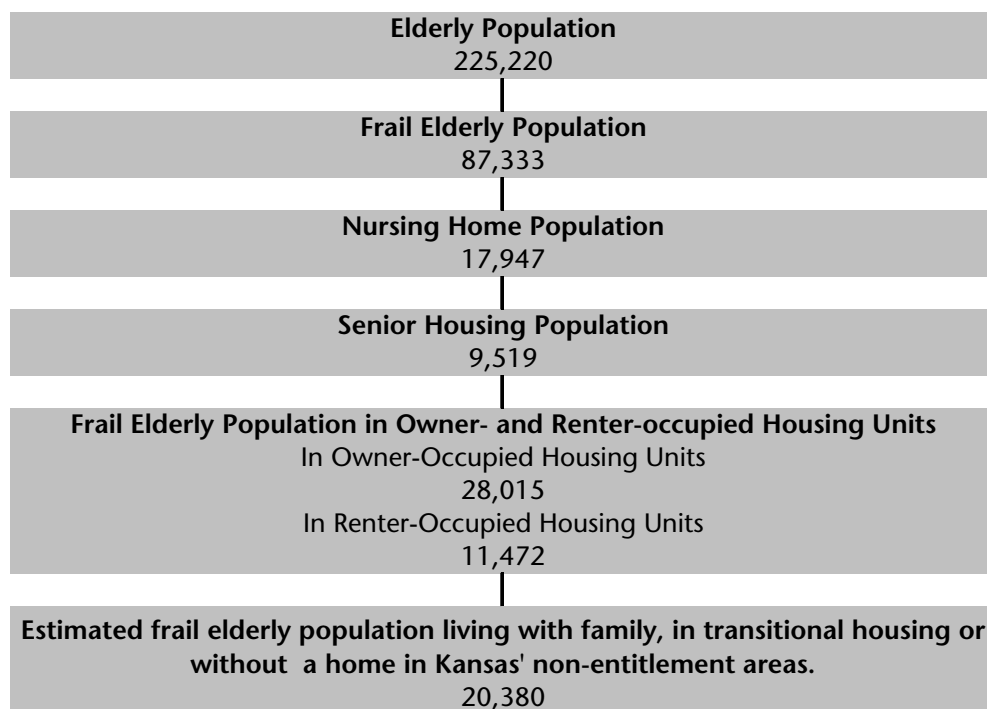 Elderly Population
225,220
Frail Elderly Population
87,333
Nursing Home Population
17,947
Senior Housing Population
9,519
Frail Elderly Population in Owner- and Renter-occupied Housing Units
In Owner-Occupied Housing Units
28,015
In Renter-Occupied Housing Units
11,472
Estimated frail elderly population living with family, in transitional housing or
without a home in Kansas' non-entitlement areas.
20,380